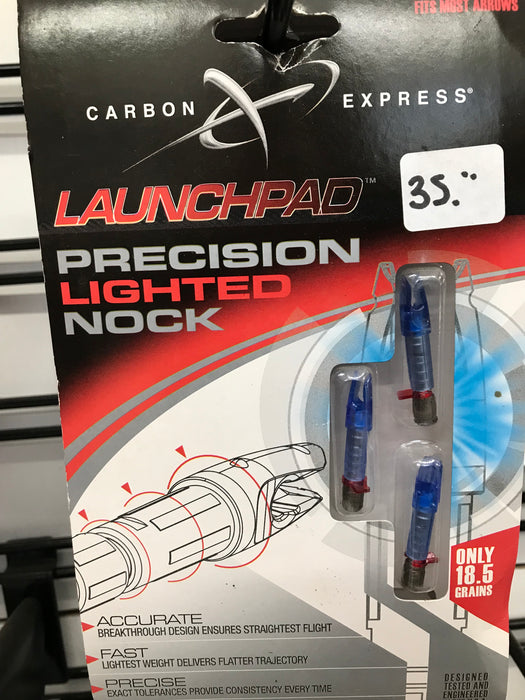 FITS MOST ARROWS
CARBON EXPRESS®
LAUNCHPAD™
35.""
PRECISION
LIGHTED
NOCK
ONLY
18.5
GRAINS
ACCURATE
BREAKTHROUGH DESIGN ENSURES STRAIGHTEST FLIGHT
FAST
LIGHTEST WEIGHT DELIVERS FLATTER TRAJECTORY
PRECISE
EXACT TOLERANCES PROVIDE CONSISTENCY EVERY TIME
DESIGNED
TESTED AND
ENGINEERED